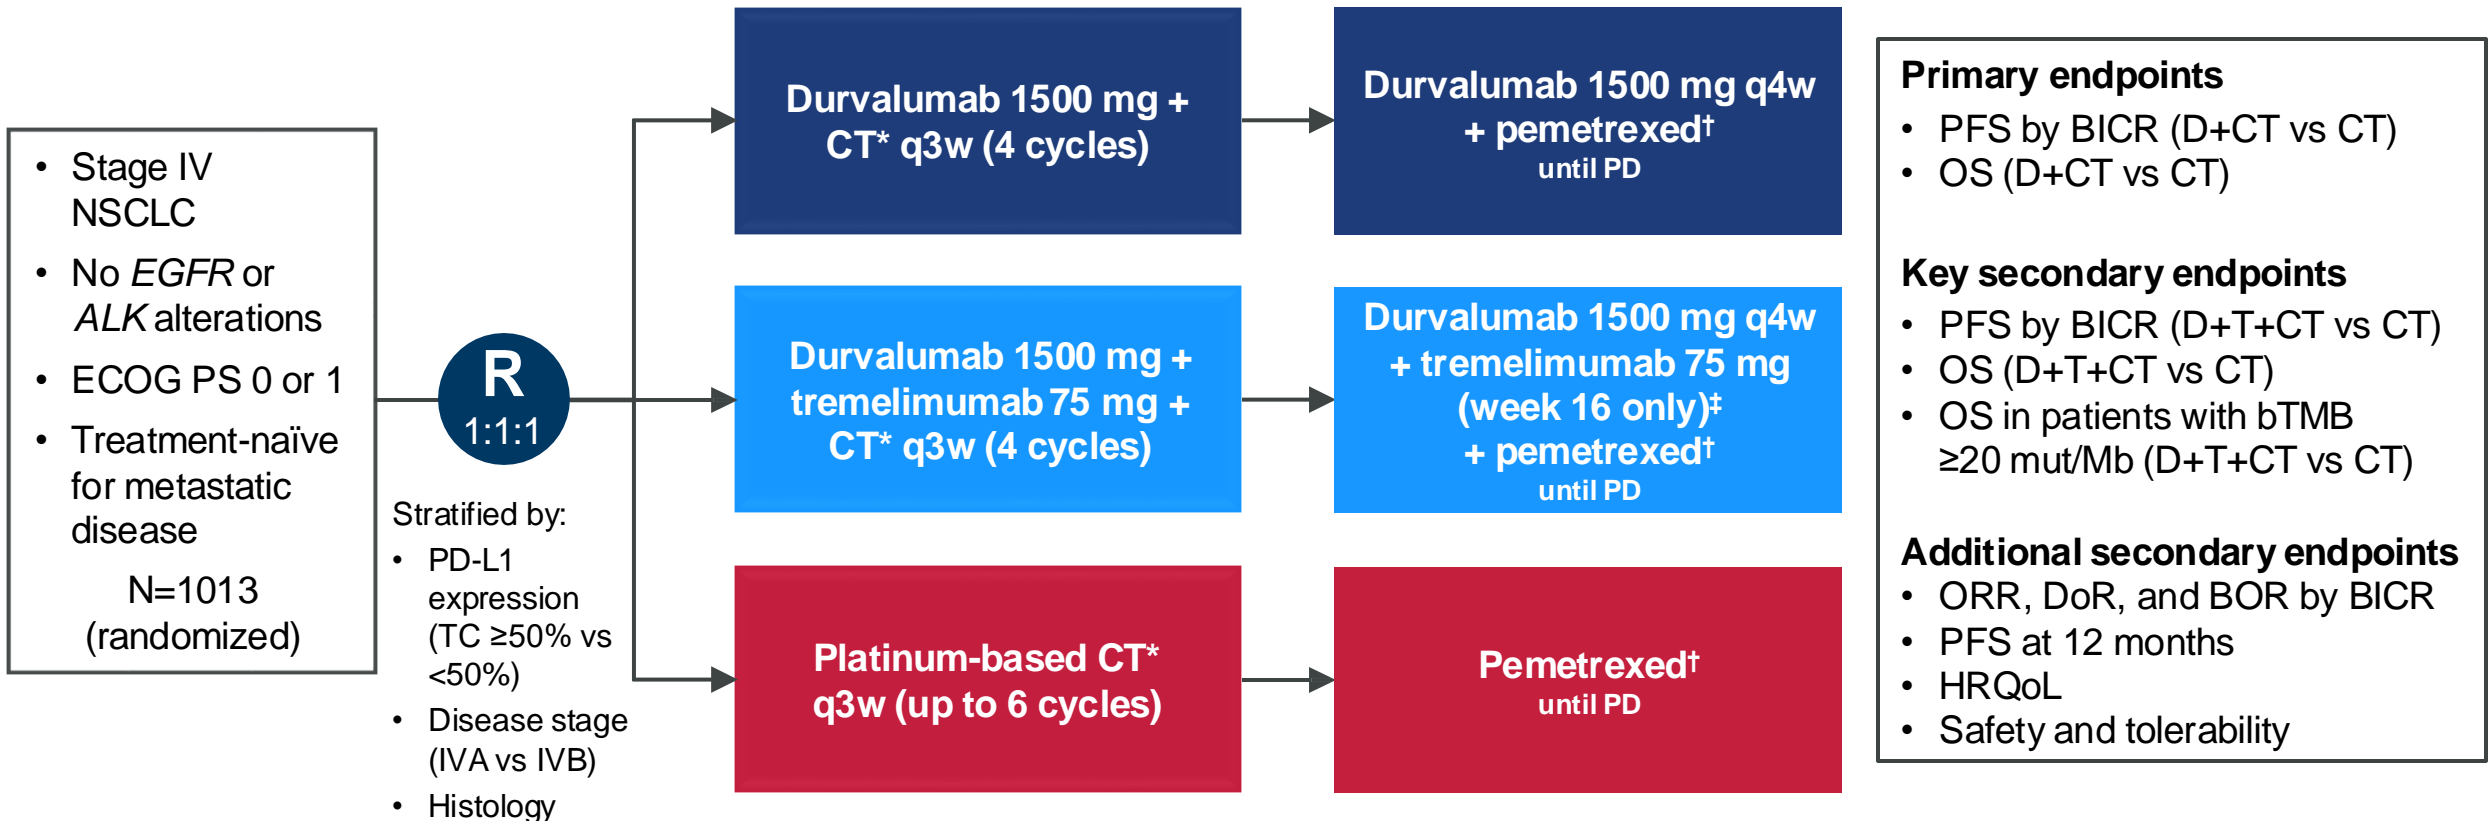 • Stage IV
NSCLC
• No EGFR or
ALK alterations
• ECOG PS 0 or 1
• Treatment-naïve
for metastatic
disease
N=1013
(randomized)
R
1:1:1
Stratified by:
• PD-L1
expression
(TC ≥50% vs
<50%)
• Disease stage
(IVA vs IVB)
• Histology
Durvalumab 1500 mg +
CT* q3w (4 cycles)
Durvalumab 1500 mg q4w
+ pemetrexed†
until PD
Durvalumab 1500 mg +
tremelimumab 75 mg +
CT* q3w (4 cycles)
Durvalumab 1500 mg q4w
+ tremelimumab 75 mg
(week 16 only)‡
+ pemetrexed†
until PD
Platinum-based CT*
q3w (up to 6 cycles)
Pemetrexed†
until PD
Primary endpoints
• PFS by BICR (D+CT vs CT)
• OS (D+CT vs CT)
Key secondary endpoints
• PFS by BICR (D+T+CT vs CT)
• OS (D+T+CT vs CT)
• OS in patients with bTMB
≥20 mut/Mb (D+T+CT vs CT)
Additional secondary endpoints
• ORR, DoR, and BOR by BICR
• PFS at 12 months
• HRQoL
• Safety and tolerability